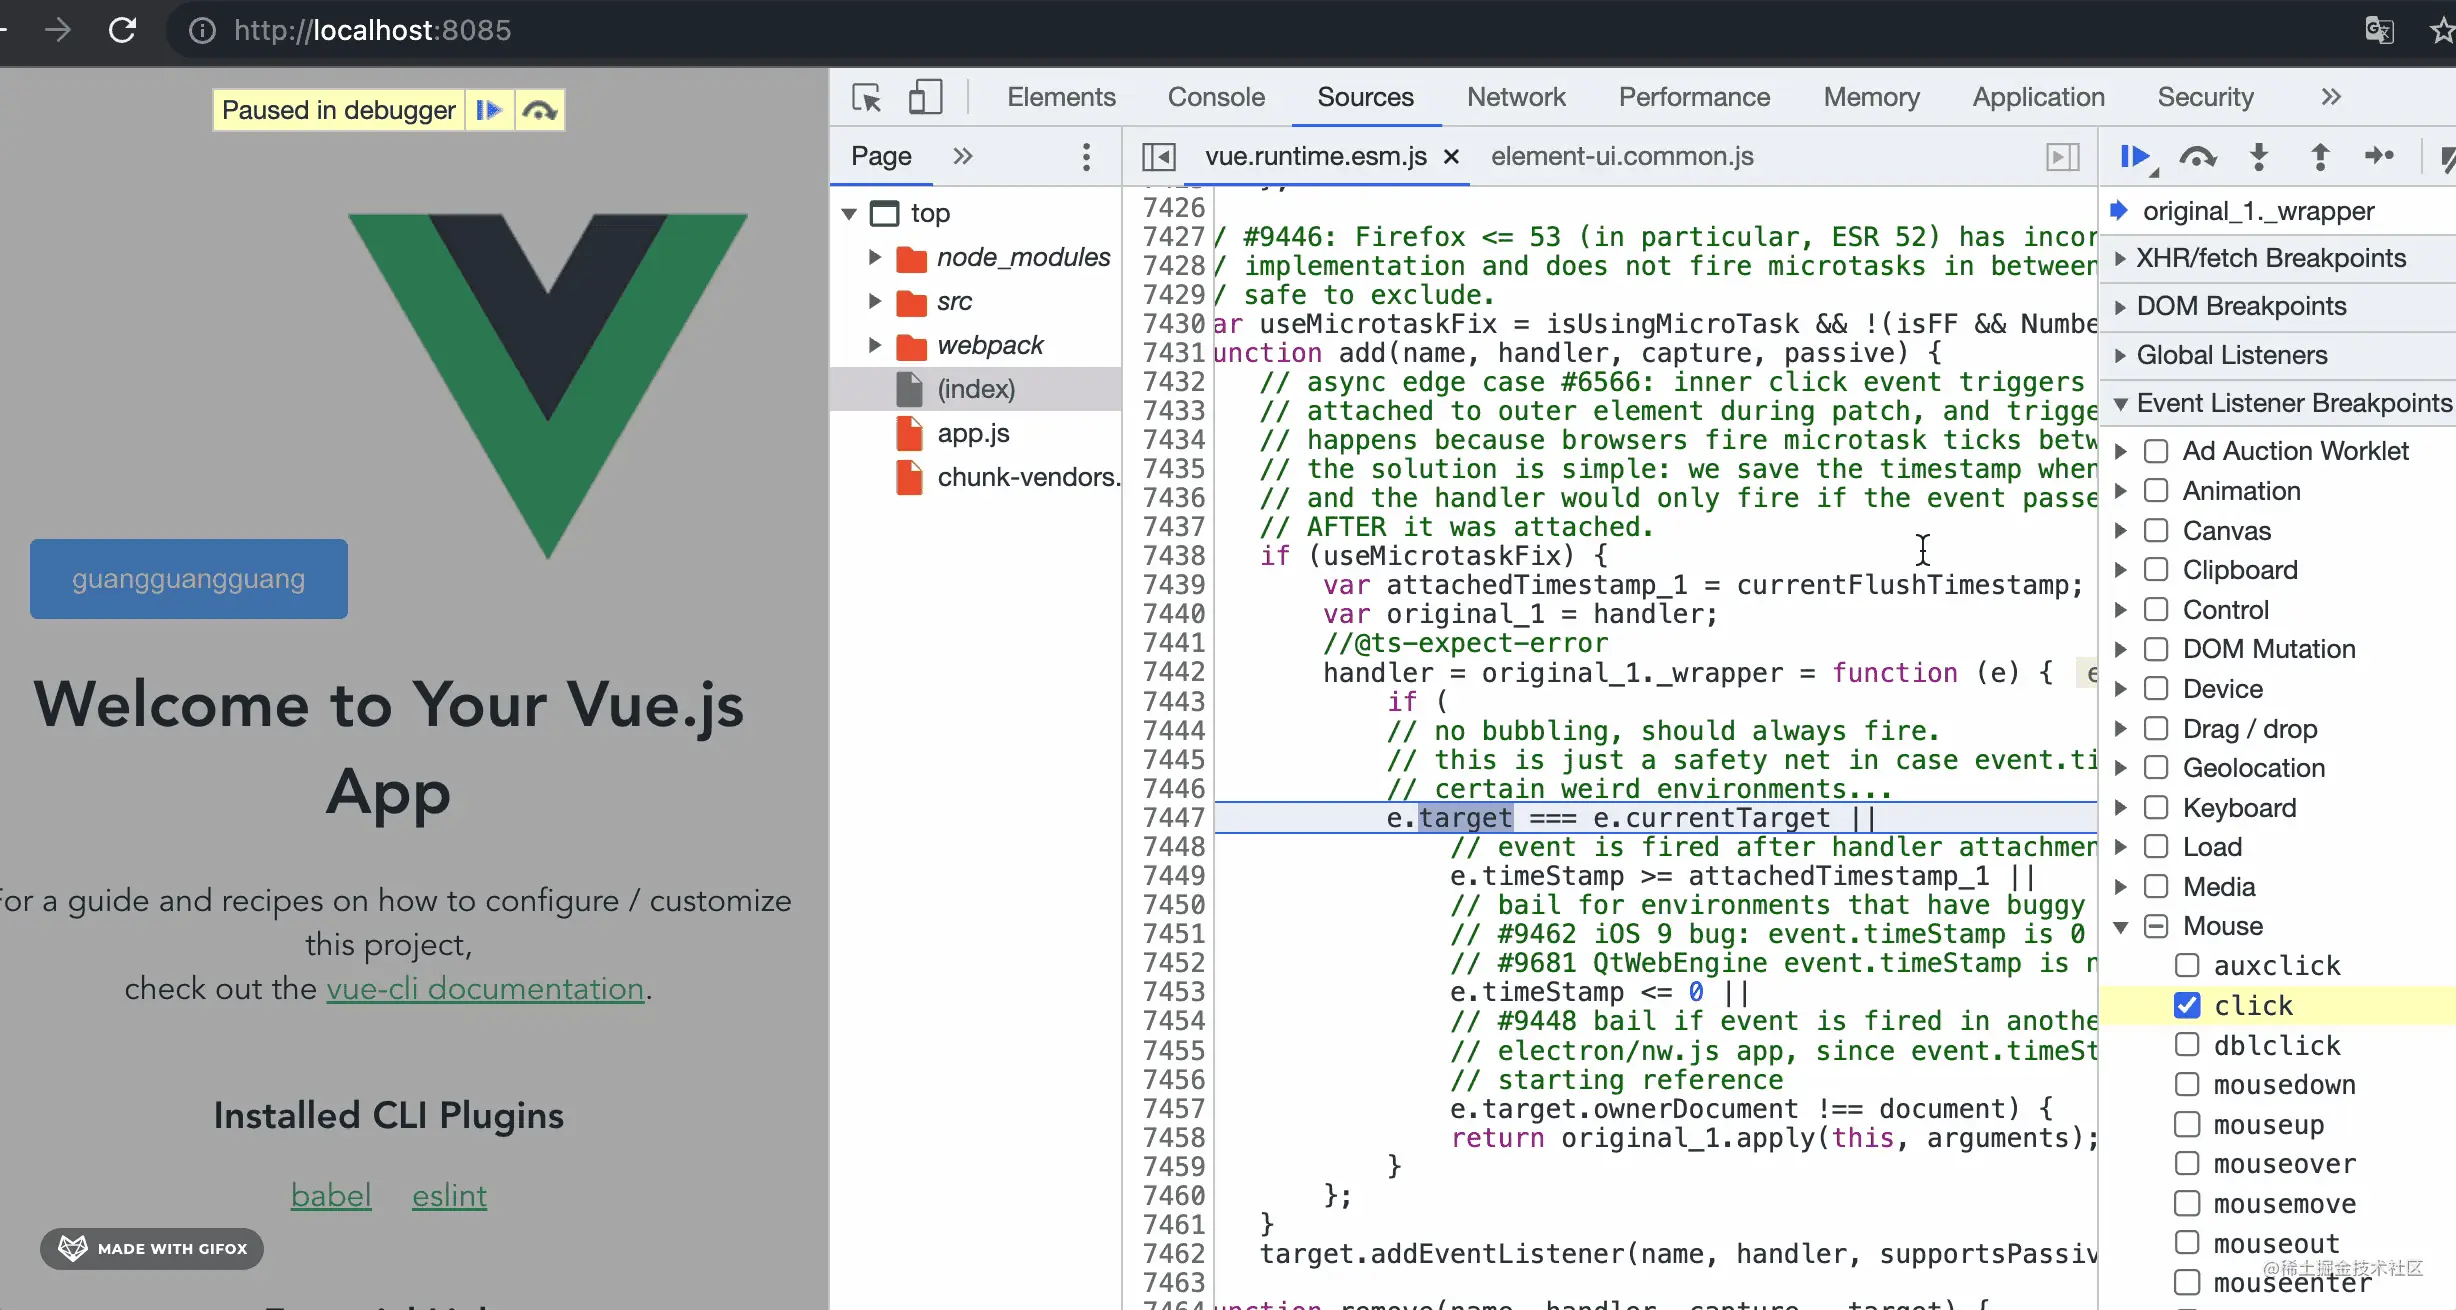 http://localhost:8085
Paused in debugger
guangguangguang
Welcome to Your Vue.js
App
For a guide and recipes on how to configure / customize
this project,
check out the vue-cli documentation.
Installed CLI Plugins
babel eslint
MADE WITH GIFOX
Elements Console Sources Network Performance Memory Application Security
Page
top
node_modules
src
webpack
(index)
app.js
chunk-vendors.
vue.runtime.esm.js element-ui.common.js
7426
7427 / #9446: Firefox <= 53 (in particular, ESR 52) has incor
7428 / implementation and does not fire microtasks in between
7429 / safe to exclude.
7430 ar useMicrotaskFix = isUsingMicroTask && !(isFF && Numbe
7431 unction add(name, handler, capture, passive) {
7432 // async edge case #6566: inner click event triggers
7433 // attached to outer element during patch, and trigge
7434 // happens because browsers fire microtask ticks betw
7435 // the solution is simple: we save the timestamp when
7436 // and the handler would only fire if the event passe
7437 // AFTER it was attached.
7438 if (useMicrotaskFix) {
7439 var attachedTimestamp_1 = currentFlushTimestamp;
7440 var original_1 = handler;
7441 //@ts-expect-error
7442 handler = original_1._wrapper = function (e) { e
7443 if (
7444 // no bubbling, should always fire.
7445 // this is just a safety net in case event.ti
7446 // certain weird environments...
7447 e.target === e.currentTarget ||
7448 // event is fired after handler attachmen
7449 e.timeStamp >= attachedTimestamp_1 ||
7450 // bail for environments that have buggy
7451 // #9462 iOS 9 bug: event.timeStamp is 0
7452 // #9681 QtWebEngine event.timeStamp is n
7453 e.timeStamp <= 0 ||
7454 // #9448 bail if event is fired in anothe
7455 // electron/nw.js app, since event.timeSt
7456 // starting reference
7457 e.target.ownerDocument !== document) {
7458 return original_1.apply(this, arguments);
7459 }
7460 };
7461 }
7462 target.addEventListener(name, handler, supportsPassiv
7463
7464 unction remove(name, handler, capture, target) {
original_1._wrapper
XHR/fetch Breakpoints
DOM Breakpoints
Global Listeners
Event Listener Breakpoints
Ad Auction Worklet
Animation
Canvas
Clipboard
Control
DOM Mutation
Device
Drag / drop
Geolocation
Keyboard
Load
Media
Mouse
auxclick
click
dblclick
mousedown
mouseup
mouseover
mousemove
mouseout
mouseenter
@稀土掘金技术社区